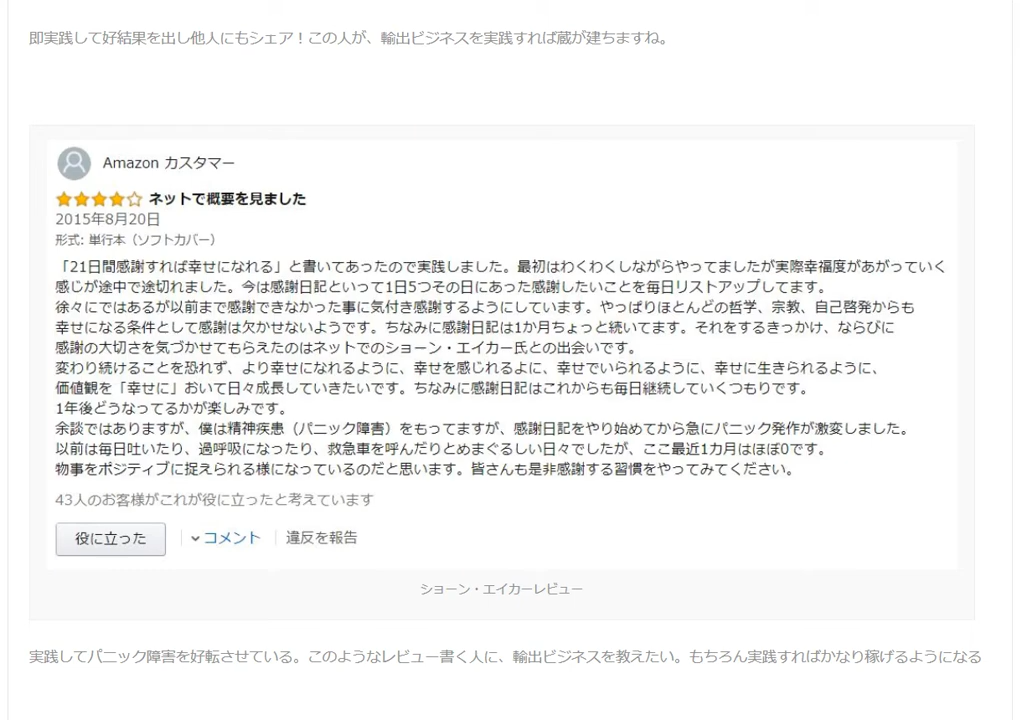 即実践して好結果を出し他人にもシェア！この人が、輸出ビジネスを実践すれば蔵が建ちますね。
Amazon カスタマー
ネットで概要を見ました
2015年8月20日
形式: 単行本（ソフトカバー）
「21日間感謝すれば幸せになれる」と書いてあったので実践しました。最初はわくわくしながらやってましたが実際幸福度があがっていく
感じが途中で途切れました。今は感謝日記といって1日5つその日にあった感謝したいことを毎日リストアップしてます。
徐々にではあるが以前まで感謝できなかった事に気付き感謝するようにしています。やっぱりほとんどの哲学、宗教、自己啓発からも
幸せになる条件として感謝は欠かせないようです。ちなみに感謝日記は1か月ちょっと続いてます。それをするきっかけ、ならびに
感謝の大切さを気づかせてもらえたのはネットでのショーン・エイカー氏との出会いです。
変わり続けることを恐れず、より幸せになれるように、幸せを感じれるよに、幸せでいられるように、幸せに生きられるように、
価値観を「幸せに」おいて日々成長していきたいです。ちなみに感謝日記はこれからも毎日継続していくつもりです。
1年後どうなってるかが楽しみです。
余談ではありますが、僕は精神疾患（パニック障害）をもってますが、感謝日記をやり始めてから急にパニック発作が激変しました。
以前は毎日吐いたり、過呼吸になったり、救急車を呼んだりとめまぐるしい日々でしたが、ここ最近1カ月はほぼ0です。
物事をポジティブに捉えられる様になっているのだと思います。皆さんも是非感謝する習慣をやってみてください。
43人のお客様がこれが役に立ったと考えています
役に立った コメント 違反を報告
ショーン・エイカーレビュー
実践してパニック障害を好転させている。このようなレビュー書く人に、輸出ビジネスを教えたい。もちろん実践すればかなり稼げるようになる